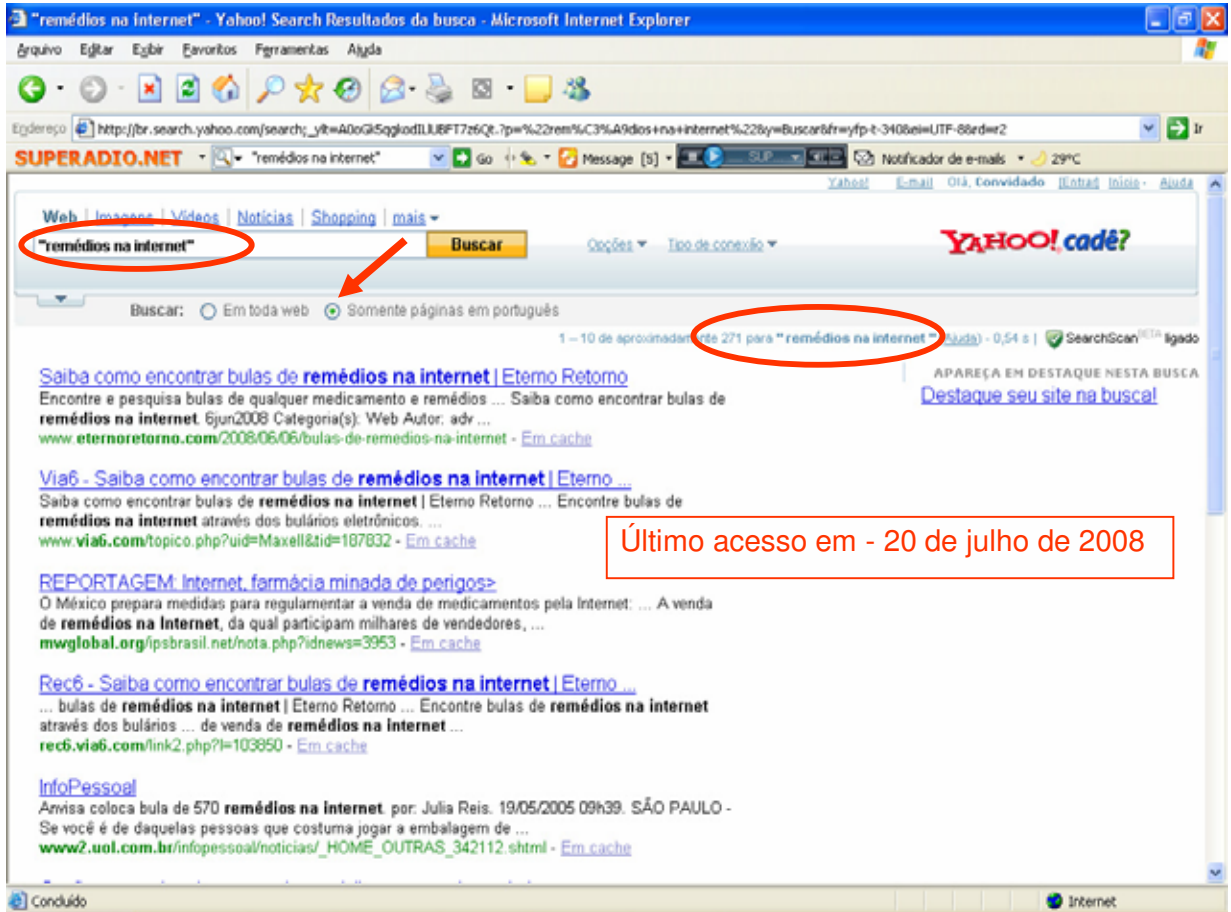 "remédios na internet" - Yahoo! Search Resultados da busca - Microsoft Internet Explorer
Arquivo Editar Exibir Favoritos Ferramentas Ajuda
Endereço Ir
SUPERADIO.NET "remédios na internet" Go Message [5] SUP Notificador de e-mails 29°C
Yahoo! E-mail Olá, Convidado [Entrar] Início - Ajuda
Web | Imagens | Vídeos | Notícias | Shopping | mais
"remédios na internet" Buscar Opções Tipo de conexão YAHOO! cadê?
Buscar: Em toda web Somente páginas em português
1 – 10 de aproximadamente 271 para "remédios na internet " (Ajuda) - 0,54 s | SearchScan BETA ligado
Saiba como encontrar bulas de remédios na internet | Eterno Retorno
Encontre e pesquisa bulas de qualquer medicamento e remédios ... Saiba como encontrar bulas de
remédios na internet. 6jun2008 Categoria(s): Web Autor: adv ...
www.eternoretorno.com/2008/06/06/bulas-de-remedios-na-internet - Em cache
APAREÇA EM DESTAQUE NESTA BUSCA
Destaque seu site na busca!
Via6 - Saiba como encontrar bulas de remédios na internet | Eterno ...
Saiba como encontrar bulas de remédios na internet | Eterno Retorno ... Encontre bulas de
remédios na internet através dos bulários eletrônicos. ...
www.via6.com/topico.php?uid=Maxell&tid=187832 - Em cache
Último acesso em - 20 de julho de 2008
REPORTAGEM: Internet, farmácia minada de perigos>
O México prepara medidas para regulamentar a venda de medicamentos pela Internet: ... A venda
de remédios na Internet, da qual participam milhares de vendedores, ...
mwglobal.org/ipsbrasil.net/nota.php?idnews=3953 - Em cache
Rec6 - Saiba como encontrar bulas de remédios na internet | Eterno ...
... bulas de remédios na internet | Eterno Retorno ... Encontre bulas de remédios na internet
através dos bulários ... de venda de remédios na internet ...
rec6.via6.com/link2.php?l=103850 - Em cache
InfoPessoal
Anvisa coloca bula de 570 remédios na internet. por: Julia Reis. 19/05/2005 09h39. SÃO PAULO -
Se você é de daquelas pessoas que costuma jogar a embalagem de ...
www2.uol.com.br/infopessoal/noticias/_HOME_OUTRAS_342112.shtml - Em cache
Concluído Internet